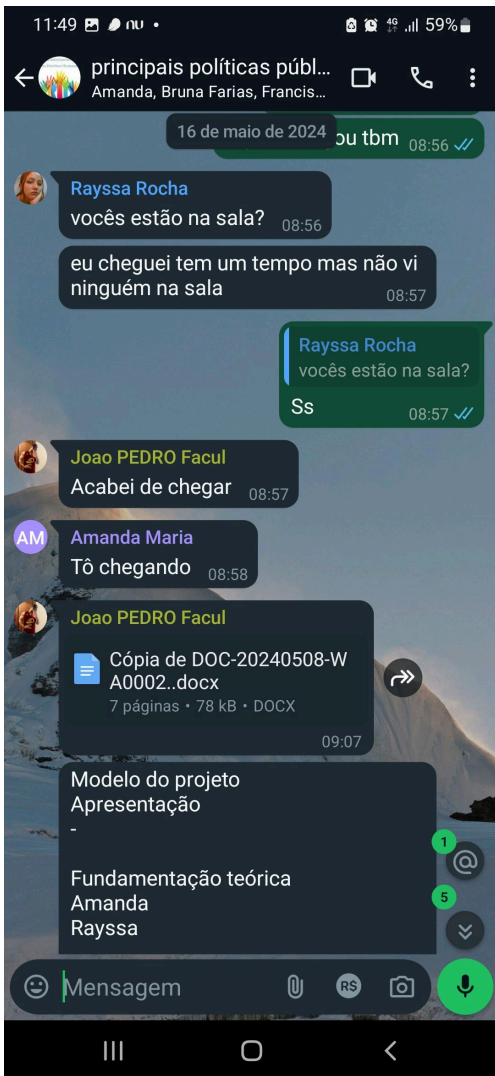 11:49
4G
59%
principais políticas públ...
Amanda, Bruna Farias, Francis...
16 de maio de 2024
ou tbm 08:56
Rayssa Rocha
vocês estão na sala? 08:56
eu cheguei tem um tempo mas não vi
ninguém na sala
08:57
Rayssa Rocha
vocês estão na sala?
Ss 08:57
Joao PEDRO Facul
Acabei de chegar 08:57
AM
Amanda Maria
Tô chegando 08:58
Joao PEDRO Facul
Cópia de DOC-20240508-W
A0002..docx
7 páginas • 78 kB • DOCX
09:07
Modelo do projeto
Apresentação
-
Fundamentação teórica
Amanda
Rayssa
1
@
5
Mensagem
R$